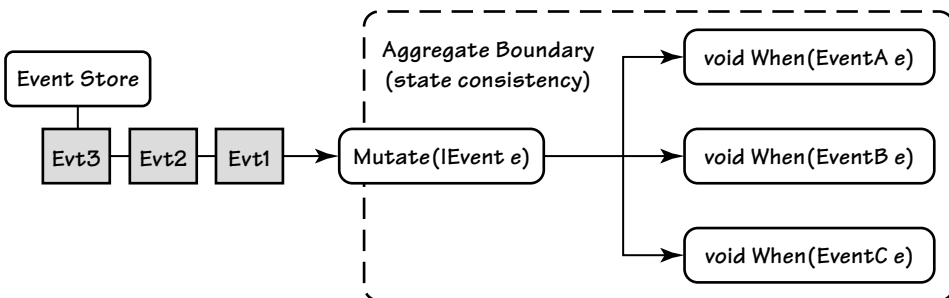 Aggregate Boundary
(state consistency)
void When(EventA e)
Event Store
Evt3
Evt2
Evt1
Mutate(IEvent e)
void When(EventB e)
void When(EventC e)